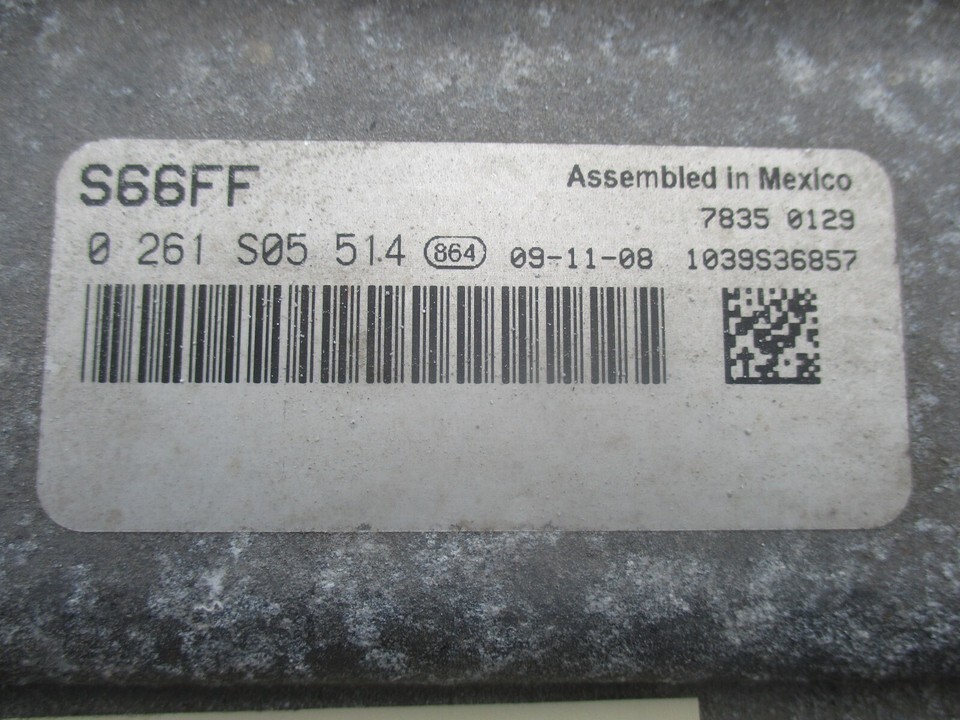 S66FF
Assembled in Mexico
7835 0129
0 261 S05 514 864 09-11-08 1039S36857